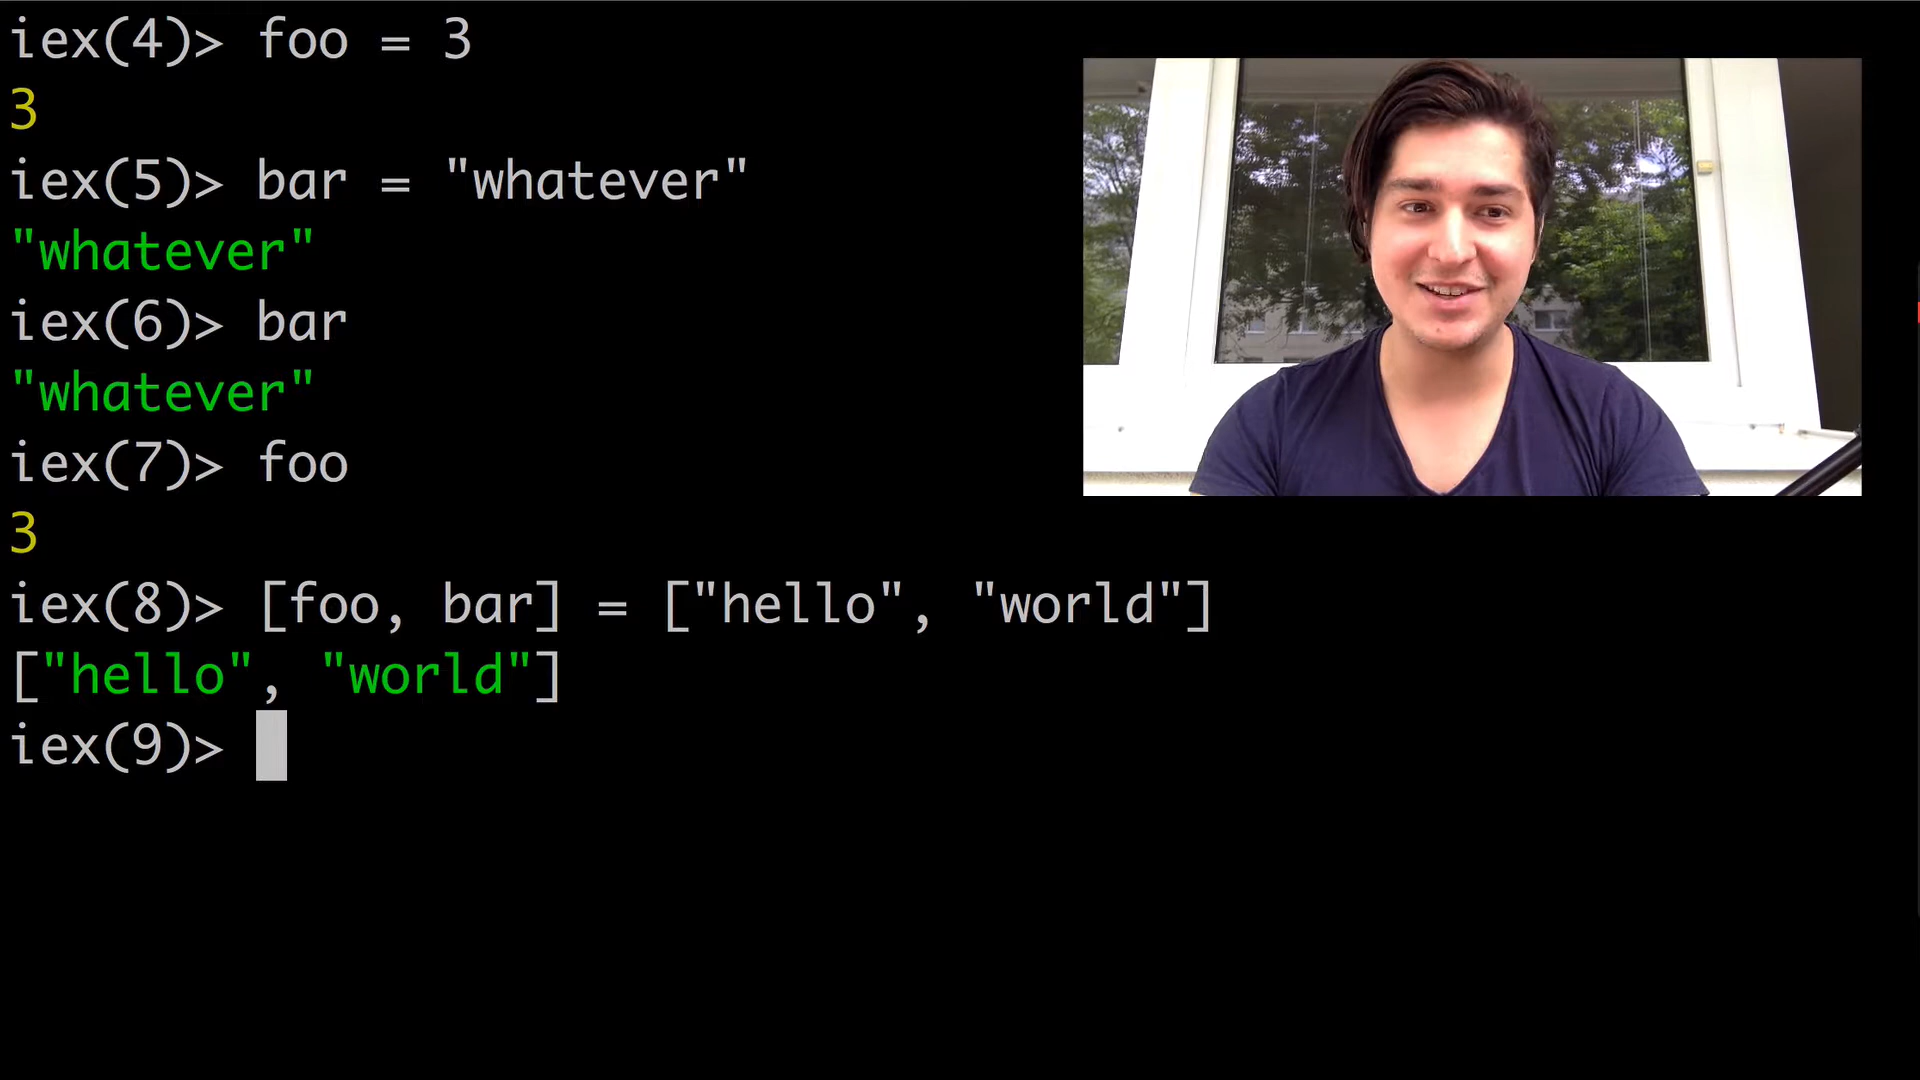 iex(4)> foo = 3
3
iex(5)> bar = "whatever"
"whatever"
iex(6)> bar
"whatever"
iex(7)> foo
3
iex(8)> [foo, bar] = ["hello", "world"]
["hello", "world"]
iex(9)>